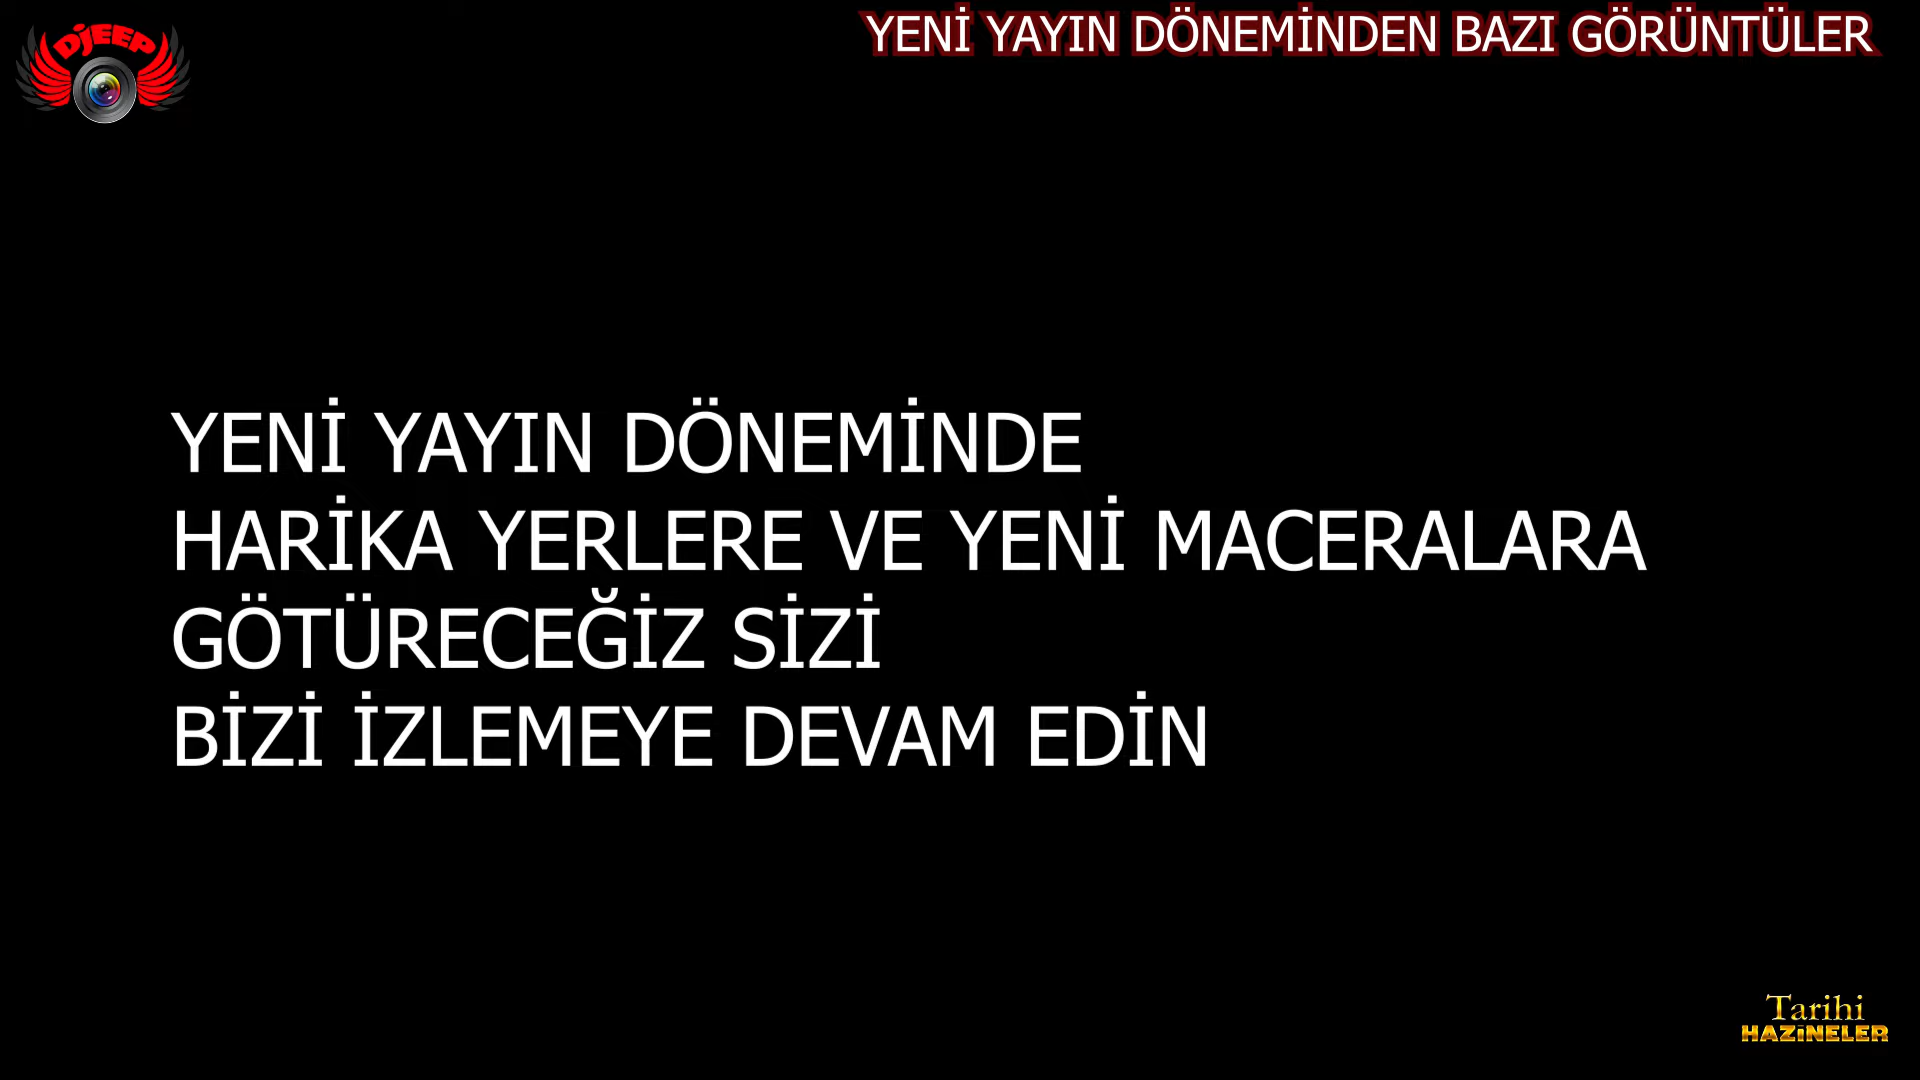 DjEEP
YENİ YAYIN DÖNEMİNDEN BAZI GÖRÜNTÜLER
YENİ YAYIN DÖNEMİNDE
HARİKA YERLERE VE YENİ MACERALARA
GÖTÜRECEĞİZ SİZİ
BİZİ İZLEMEYE DEVAM EDİN
Tarihi
HAZiNELER